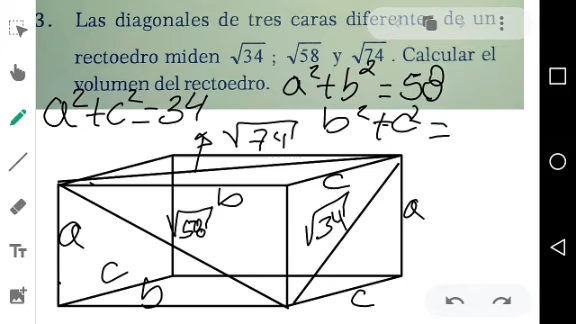 3. Las diagonales de tres caras diferentes de un
rectoedro miden √34 ; √58 y √74 . Calcular el
volumen del rectoedro.
a²+b²=58
a²+c²=34
b²+c²=
√74
c
b
a
√58
√34
a
c
b
c
TT